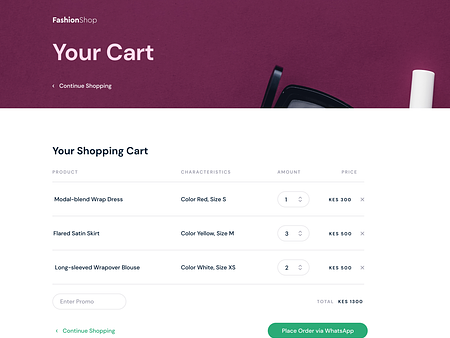 FashionShop
Your Cart
‹ Continue Shopping
Your Shopping Cart
PRODUCT CHARACTERISTICS AMOUNT PRICE
Modal-blend Wrap Dress Color Red, Size S 1 KES 300 ×
Flared Satin Skirt Color Yellow, Size M 3 KES 500 ×
Long-sleeved Wrapover Blouse Color White, Size XS 2 KES 500 ×
Enter Promo TOTAL: KES 1300
‹ Continue Shopping Place Order via WhatsApp